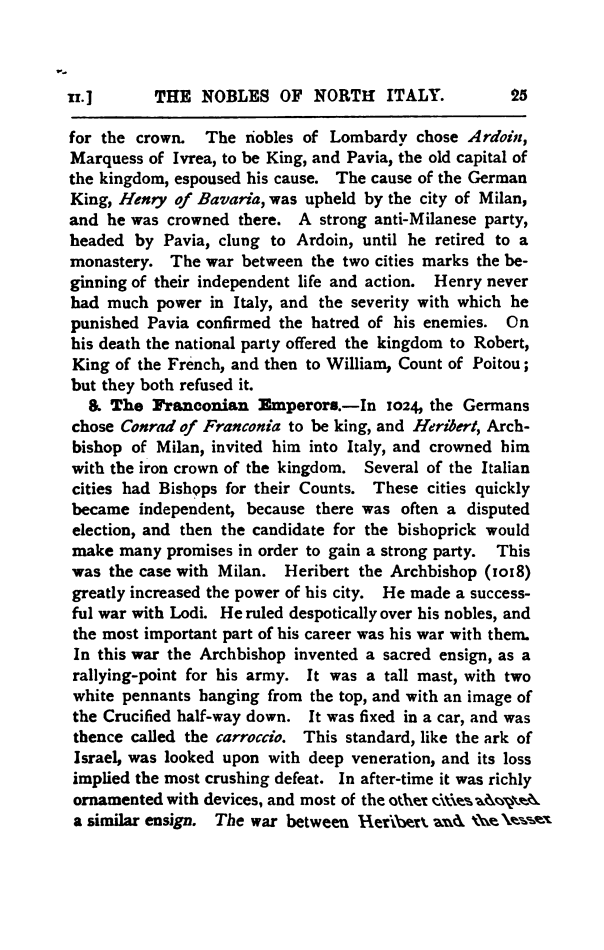 II.] THE NOBLES OF NORTH ITALY. 25
for the crown. The nobles of Lombardy chose Ardoin,
Marquess of Ivrea, to be King, and Pavia, the old capital of
the kingdom, espoused his cause. The cause of the German
King, Henry of Bavaria, was upheld by the city of Milan,
and he was crowned there. A strong anti-Milanese party,
headed by Pavia, clung to Ardoin, until he retired to a
monastery. The war between the two cities marks the be-
ginning of their independent life and action. Henry never
had much power in Italy, and the severity with which he
punished Pavia confirmed the hatred of his enemies. On
his death the national party offered the kingdom to Robert,
King of the French, and then to William, Count of Poitou;
but they both refused it.
8. The Franconian Emperors.—In 1024, the Germans
chose Conrad of Franconia to be king, and Heribert, Arch-
bishop of Milan, invited him into Italy, and crowned him
with the iron crown of the kingdom. Several of the Italian
cities had Bishops for their Counts. These cities quickly
became independent, because there was often a disputed
election, and then the candidate for the bishoprick would
make many promises in order to gain a strong party. This
was the case with Milan. Heribert the Archbishop (1018)
greatly increased the power of his city. He made a success-
ful war with Lodi. He ruled despotically over his nobles, and
the most important part of his career was his war with them.
In this war the Archbishop invented a sacred ensign, as a
rallying-point for his army. It was a tall mast, with two
white pennants hanging from the top, and with an image of
the Crucified half-way down. It was fixed in a car, and was
thence called the carroccio. This standard, like the ark of
Israel, was looked upon with deep veneration, and its loss
implied the most crushing defeat. In after-time it was richly
ornamented with devices, and most of the other cities adopted
a similar ensign. The war between Heribert and the lesser